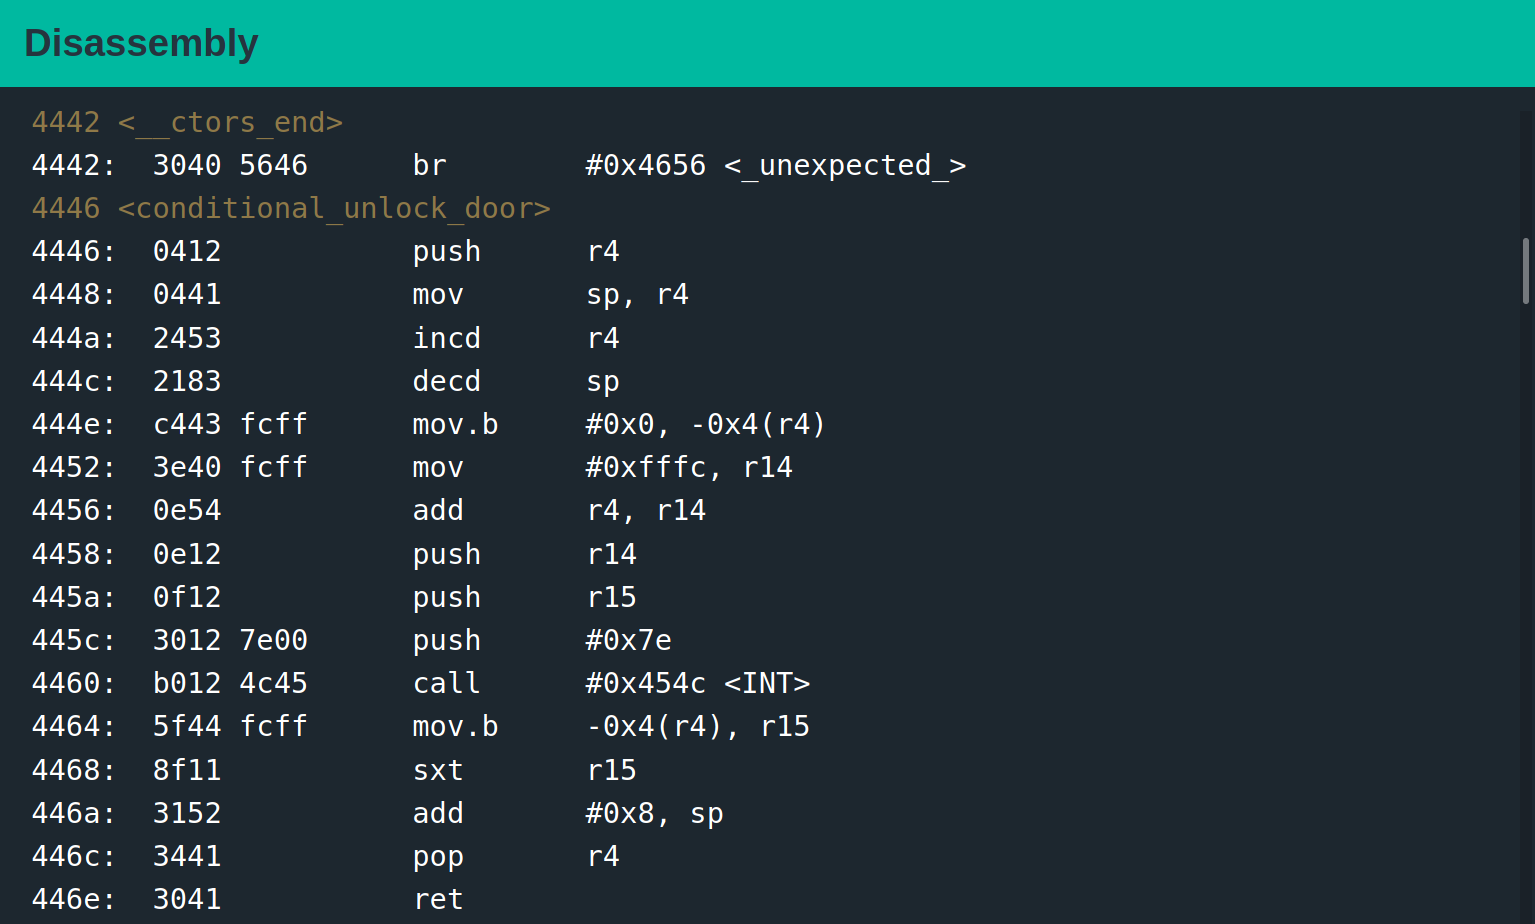 Disassembly
4442 <__ctors_end>
4442:  3040 5646      br        #0x4656 <_unexpected_>
4446 <conditional_unlock_door>
4446:  0412           push      r4
4448:  0441           mov       sp, r4
444a:  2453           incd      r4
444c:  2183           decd      sp
444e:  c443 fcff      mov.b     #0x0, -0x4(r4)
4452:  3e40 fcff      mov       #0xfffc, r14
4456:  0e54           add       r4, r14
4458:  0e12           push      r14
445a:  0f12           push      r15
445c:  3012 7e00      push      #0x7e
4460:  b012 4c45      call      #0x454c <INT>
4464:  5f44 fcff      mov.b     -0x4(r4), r15
4468:  8f11           sxt       r15
446a:  3152           add       #0x8, sp
446c:  3441           pop       r4
446e:  3041           ret